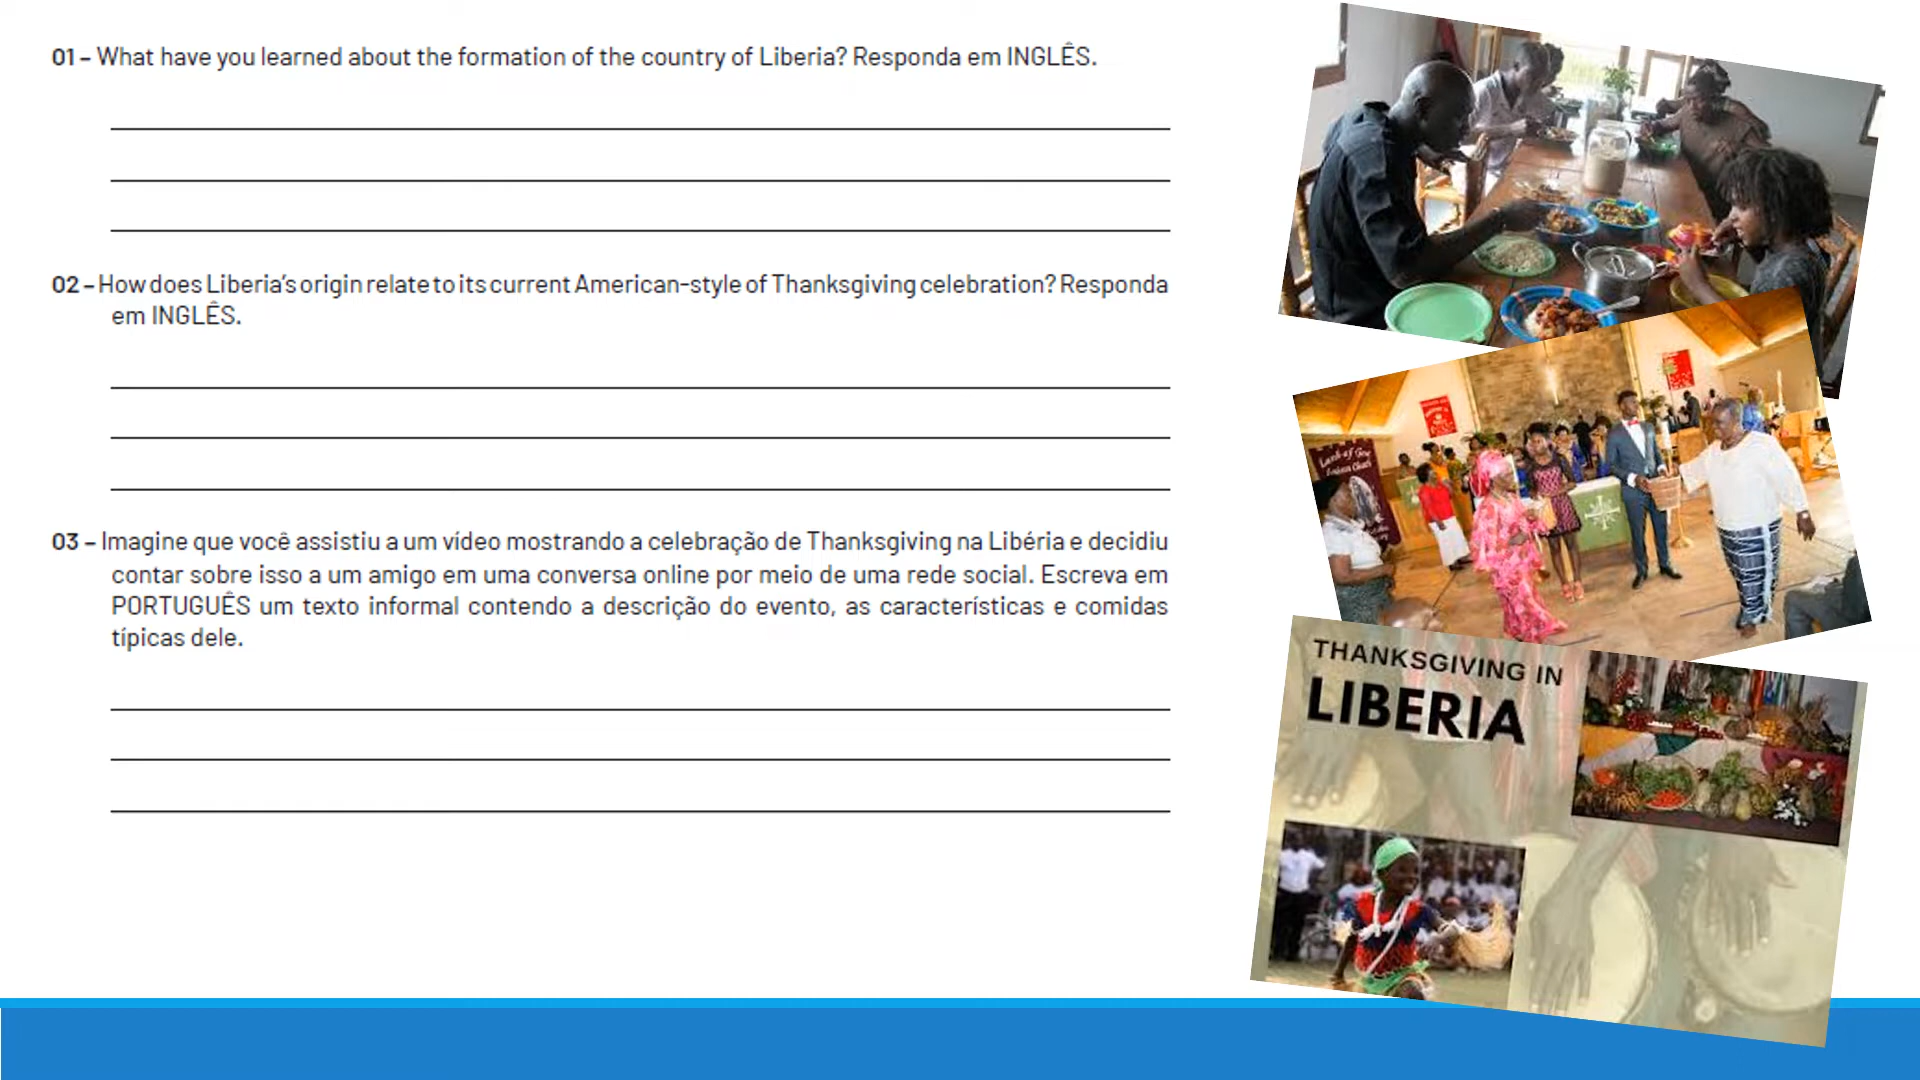 01 – What have you learned about the formation of the country of Liberia? Responda em INGLÊS.
02 – How does Liberia's origin relate to its current American-style of Thanksgiving celebration? Responda
em INGLÊS.
03 – Imagine que você assistiu a um vídeo mostrando a celebração de Thanksgiving na Libéria e decidiu
contar sobre isso a um amigo em uma conversa online por meio de uma rede social. Escreva em
PORTUGUÊS um texto informal contendo a descrição do evento, as características e comidas
típicas dele.
THANKSGIVING IN
LIBERIA